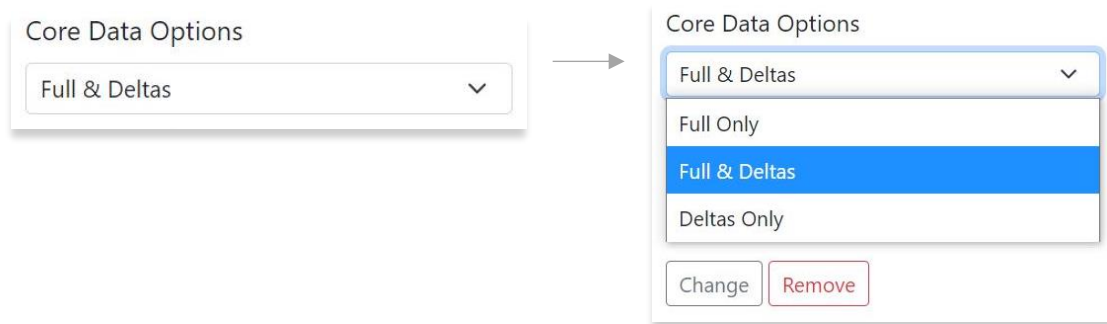 Core Data Options
Full & Deltas
Core Data Options
Full & Deltas
Full Only
Full & Deltas
Deltas Only
Change Remove